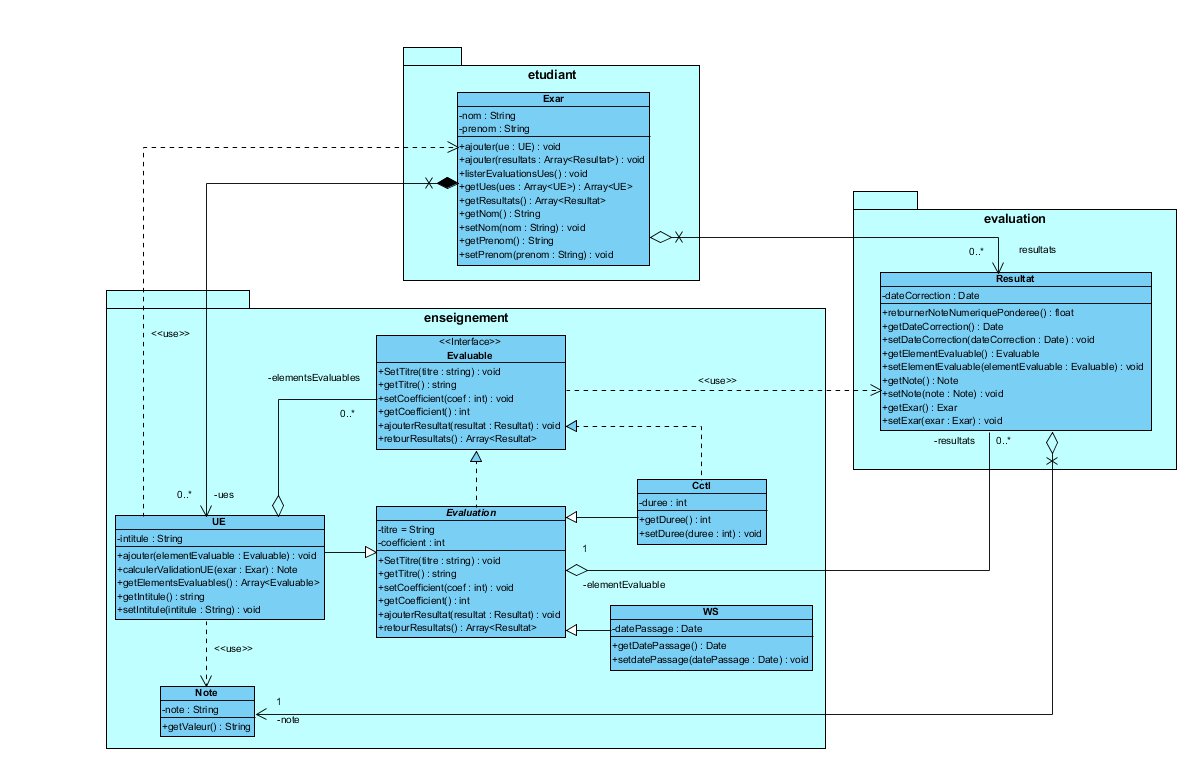 etudiant
Exar
-nom : String
-prenom : String
+ajouter(ue : UE) : void
+ajouter(resultats : Array<Resultat>) : void
+listerEvaluationsUes() : void
+getUes(ues : Array<UE>) : Array<UE>
+getResultats() : Array<Resultat>
+getNom() : String
+setNom(nom : String) : void
+getPrenom() : String
+setPrenom(prenom : String) : void
evaluation
0..*
resultats
Resultat
-dateCorrection : Date
+retournerNoteNumeriquePonderee() : float
+getDateCorrection() : Date
+setDateCorrection(dateCorrection : Date) : void
+getElementEvaluable() : Evaluable
+setElementEvaluable(elementEvaluable : Evaluable) : void
+getNote() : Note
+setNote(note : Note) : void
+getExar() : Exar
+setExar(exar : Exar) : void
-resultats
0..*
enseignement
<<use>>
<<Interface>>
Evaluable
+SetTitre(titre : string) : void
+getTitre() : string
+setCoefficient(coef : int) : void
+getCoefficient() : int
+ajouterResultat(resultat : Resultat) : void
+retourResultats() : Array<Resultat>
<<use>>
-elementsEvaluables
0..*
0..*
-ues
UE
-intitule : String
+ajouter(elementEvaluable : Evaluable) : void
+calculerValidationUE(exar : Exar) : Note
+getElementsEvaluables() : Array<Evaluable>
+getIntitule() : string
+setIntitule(intitule : String) : void
Evaluation
-titre = String
-coefficient : int
+SetTitre(titre : string) : void
+getTitre() : string
+setCoefficient(coef : int) : void
+getCoefficient() : int
+ajouterResultat(resultat : Resultat) : void
+retourResultats() : Array<Resultat>
Cctl
-duree : int
+getDuree() : int
+setDuree(duree : int) : void
1
-elementEvaluable
WS
-datePassage : Date
+getDatePassage() : Date
+setdatePassage(datePassage : Date) : void
<<use>>
Note
-note : String
+getValeur() : String
1
-note